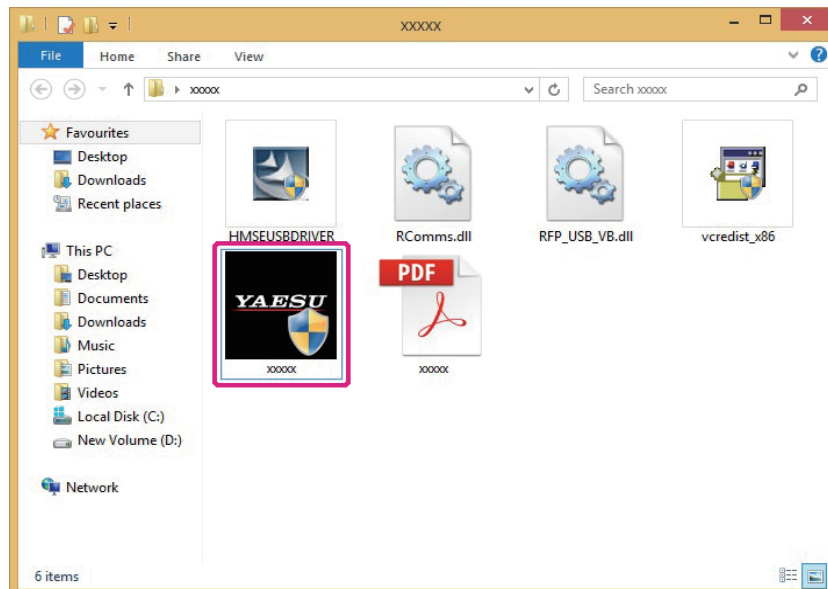 xxxxx
File Home Share View
xxxxx
Search xxxxx
Favourites
Desktop
Downloads
Recent places
This PC
Desktop
Documents
Downloads
Music
Pictures
Videos
Local Disk (C:)
New Volume (D:)
Network
HMSEUSBDRIVER
RComms.dll
RFP_USB_VB.dll
vcredist_x86
YAESU
xxxxx
PDF
xxxxx
6 items